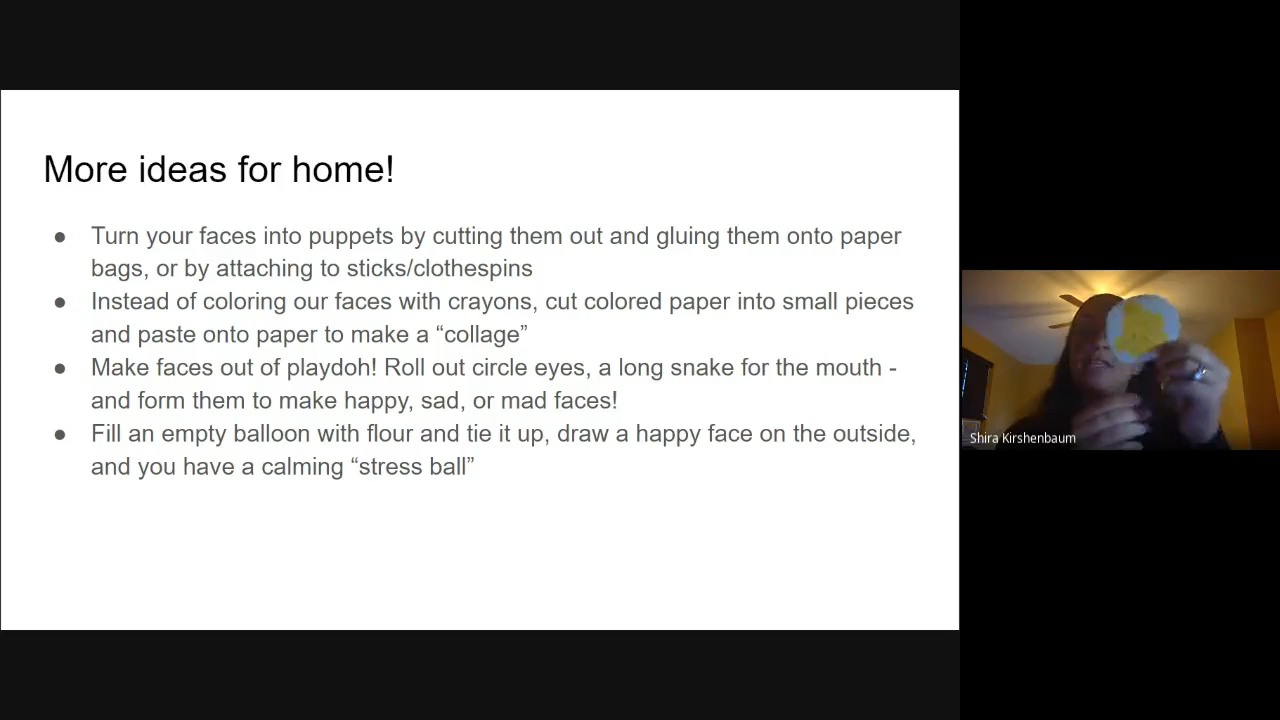 More ideas for home!
● Turn your faces into puppets by cutting them out and gluing them onto paper
bags, or by attaching to sticks/clothespins
● Instead of coloring our faces with crayons, cut colored paper into small pieces
and paste onto paper to make a “collage”
● Make faces out of playdoh! Roll out circle eyes, a long snake for the mouth -
and form them to make happy, sad, or mad faces!
● Fill an empty balloon with flour and tie it up, draw a happy face on the outside,
and you have a calming “stress ball”
Shira Kirshenbaum